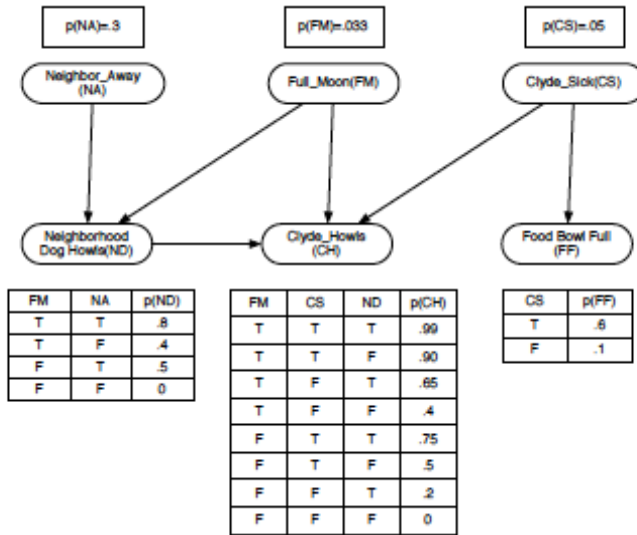 p(NA)=.3 p(FM)=.033 p(CS)=.05
Neighbor_Away
(NA)
Full_Moon(FM)
Clyde_Sick(CS)
Neighborhood
Dog Howls(ND)
Clyde_Howls
(CH)
Food Bowl Full
(FF)
FM NA p(ND)
T T .8
T F .4
F T .5
F F 0
FM CS ND p(CH)
T T T .99
T T F .90
T F T .65
T F F .4
F T T .75
F T F .5
F F T .2
F F F 0
CS p(FF)
T .6
F .1